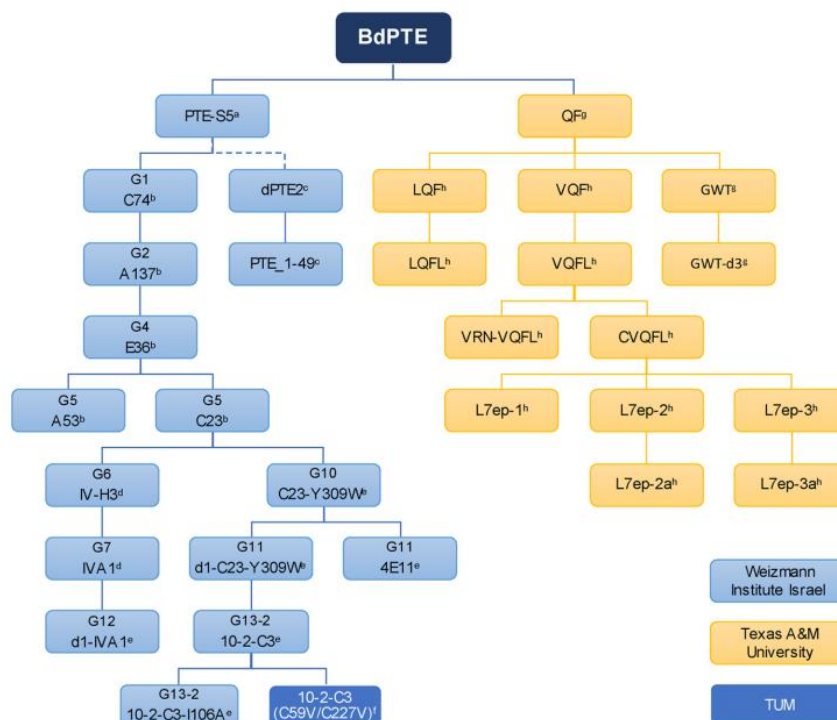 BdPTE
PTE-S5ᵃ
QFᵍ
G1
C74ᵇ
dPTE2ᶜ
LQFʰ
VQFʰ
GWTᵍ
G2
A137ᵇ
PTE_1-49ᶜ
LQFLʰ
VQFLʰ
GWT-d3ᵍ
G4
E36ᵇ
VRN-VQFLʰ
CVQFLʰ
G5
A53ᵇ
G5
C23ᵇ
L7ep-1ʰ
L7ep-2ʰ
L7ep-3ʰ
G6
IV-H3ᵈ
G10
C23-Y309Wᵇ
L7ep-2aʰ
L7ep-3aʰ
G7
IVA1ᵈ
G11
d1-C23-Y309Wᵇ
G11
4E11ᵉ
Weizmann
Institute Israel
G12
d1-IVA1ᵉ
G13-2
10-2-C3ᵉ
Texas A&M
University
G13-2
10-2-C3-I106Aᵉ
10-2-C3
(C59V/C227V)ᶠ
TUM